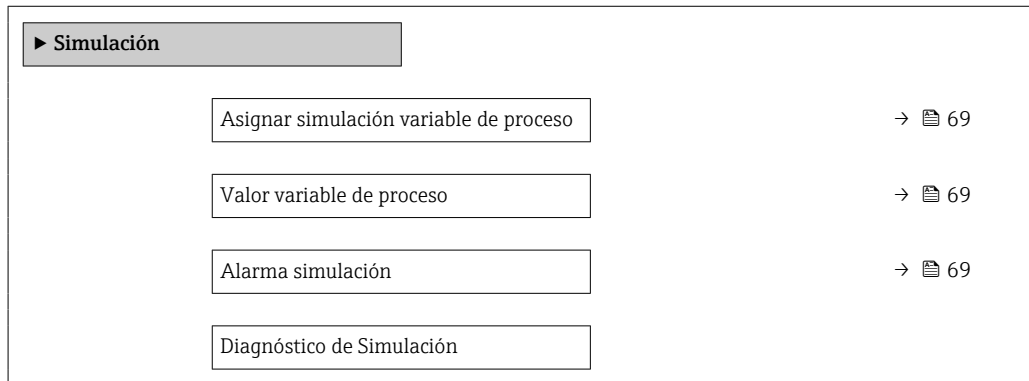 ▶ Simulación
Asignar simulación variable de proceso → 69
Valor variable de proceso → 69
Alarma simulación → 69
Diagnóstico de Simulación